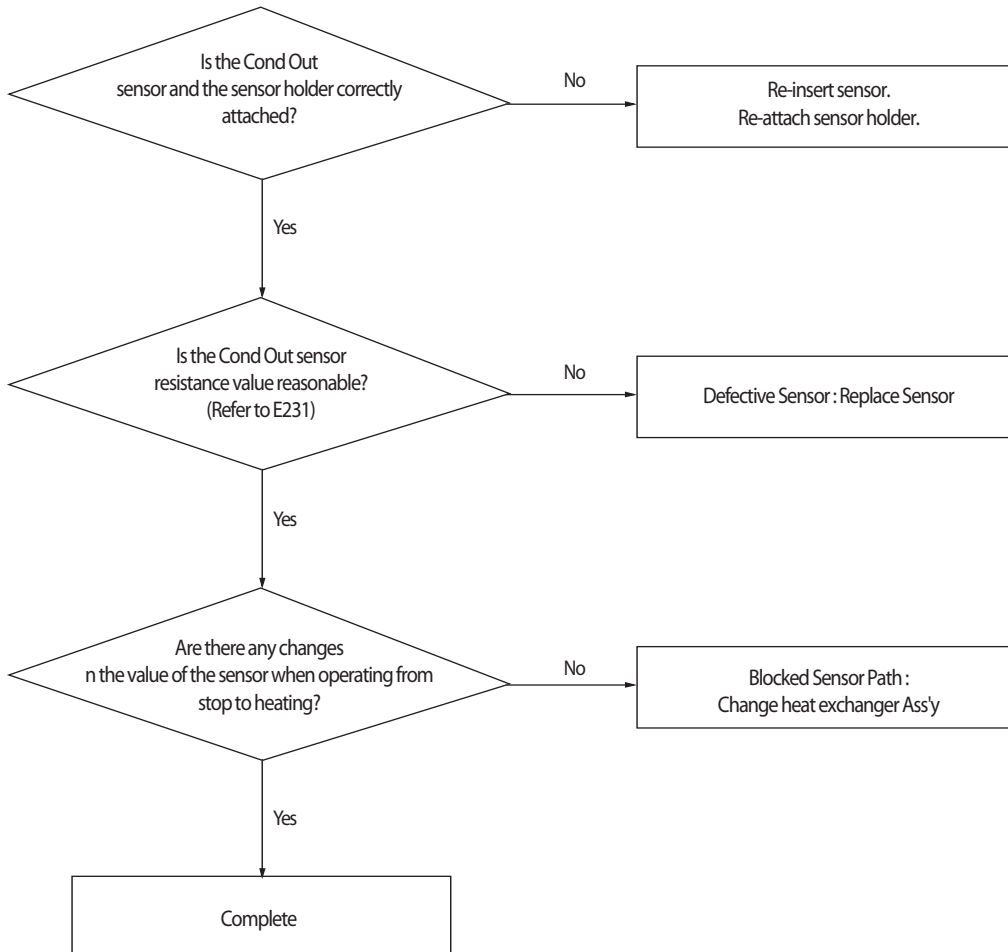 Is the Cond Out
sensor and the sensor holder correctly
attached?
No
Re-insert sensor.
Re-attach sensor holder.
Yes
Is the Cond Out sensor
resistance value reasonable?
(Refer to E231)
No
Defective Sensor : Replace Sensor
Yes
Are there any changes
n the value of the sensor when operating from
stop to heating?
No
Blocked Sensor Path :
Change heat exchanger Ass'y
Yes
Complete